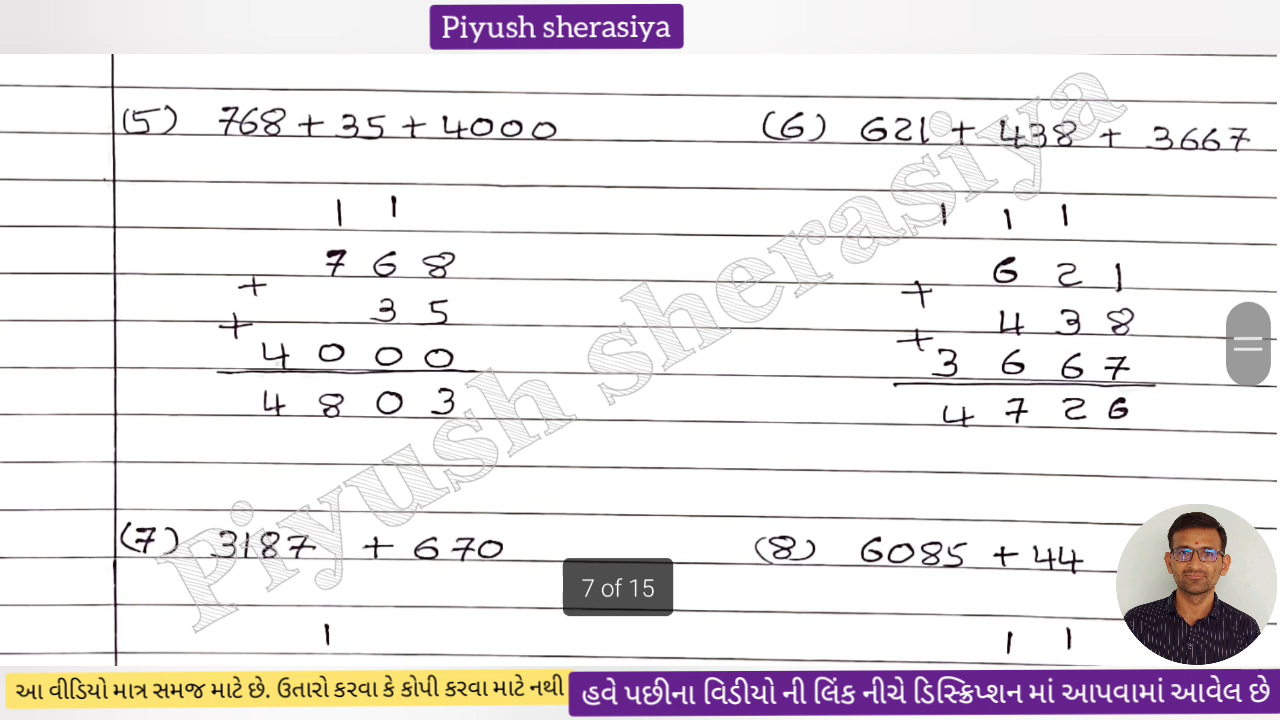 Piyush sherasiya
(5) 768 + 35 + 4000
1 1
7 6 8
+ 3 5
+ 4 0 0 0
4 8 0 3
(6) 621 + 438 + 3667
1 1 1
6 2 1
+ 4 3 8
+ 3 6 6 7
4 7 2 6
Piyush sherasiya
(7) 3187 + 670
1
(8) 6085 + 44
1 1
7 of 15
આ વીડિયો માત્ર સમજ માટે છે. ઉતારો કરવા કે કોપી કરવા માટે નથી
હવે પછીના વિડીયો ની લિંક નીચે ડિસ્ક્રિપ્શન માં આપવામાં આવેલ છે